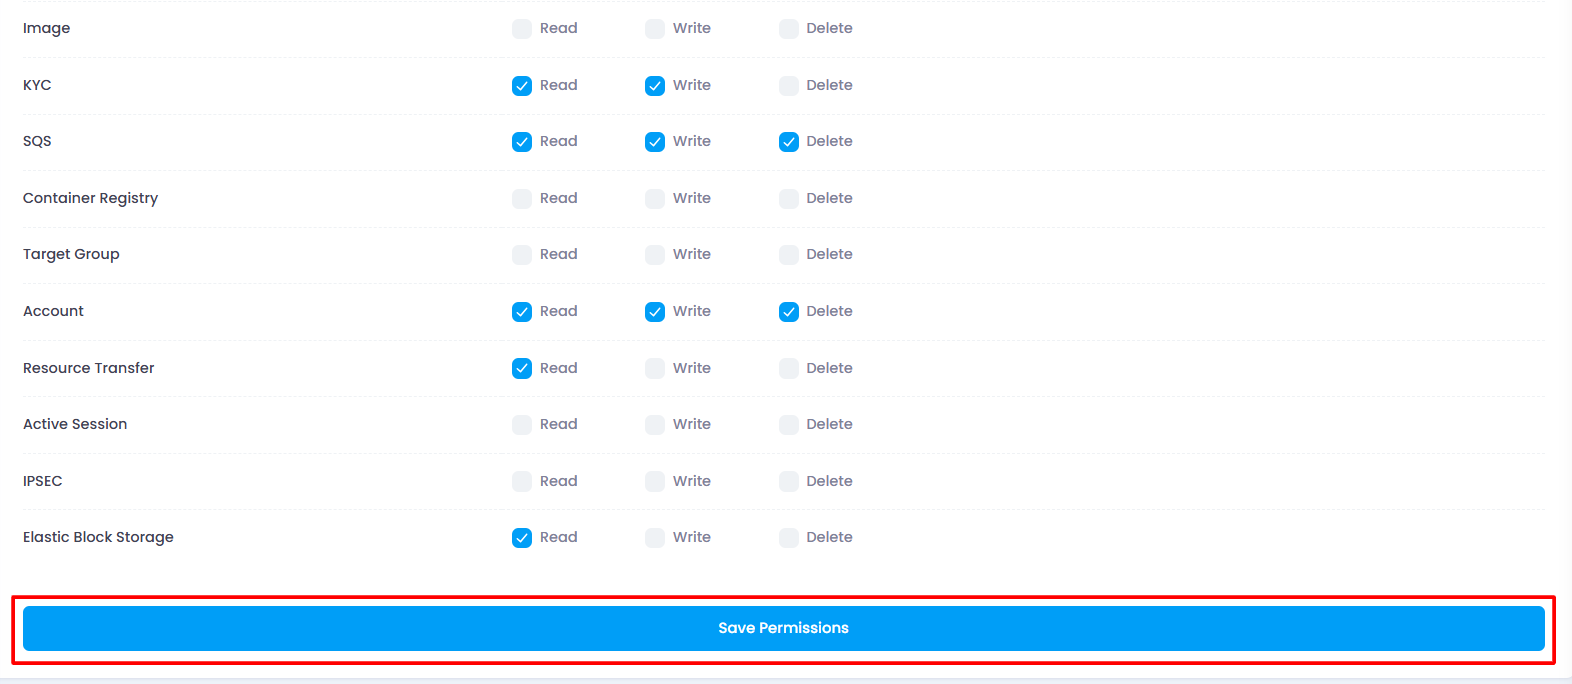 Image Read Write Delete
KYC Read Write Delete
SQS Read Write Delete
Container Registry Read Write Delete
Target Group Read Write Delete
Account Read Write Delete
Resource Transfer Read Write Delete
Active Session Read Write Delete
IPSEC Read Write Delete
Elastic Block Storage Read Write Delete
Save Permissions